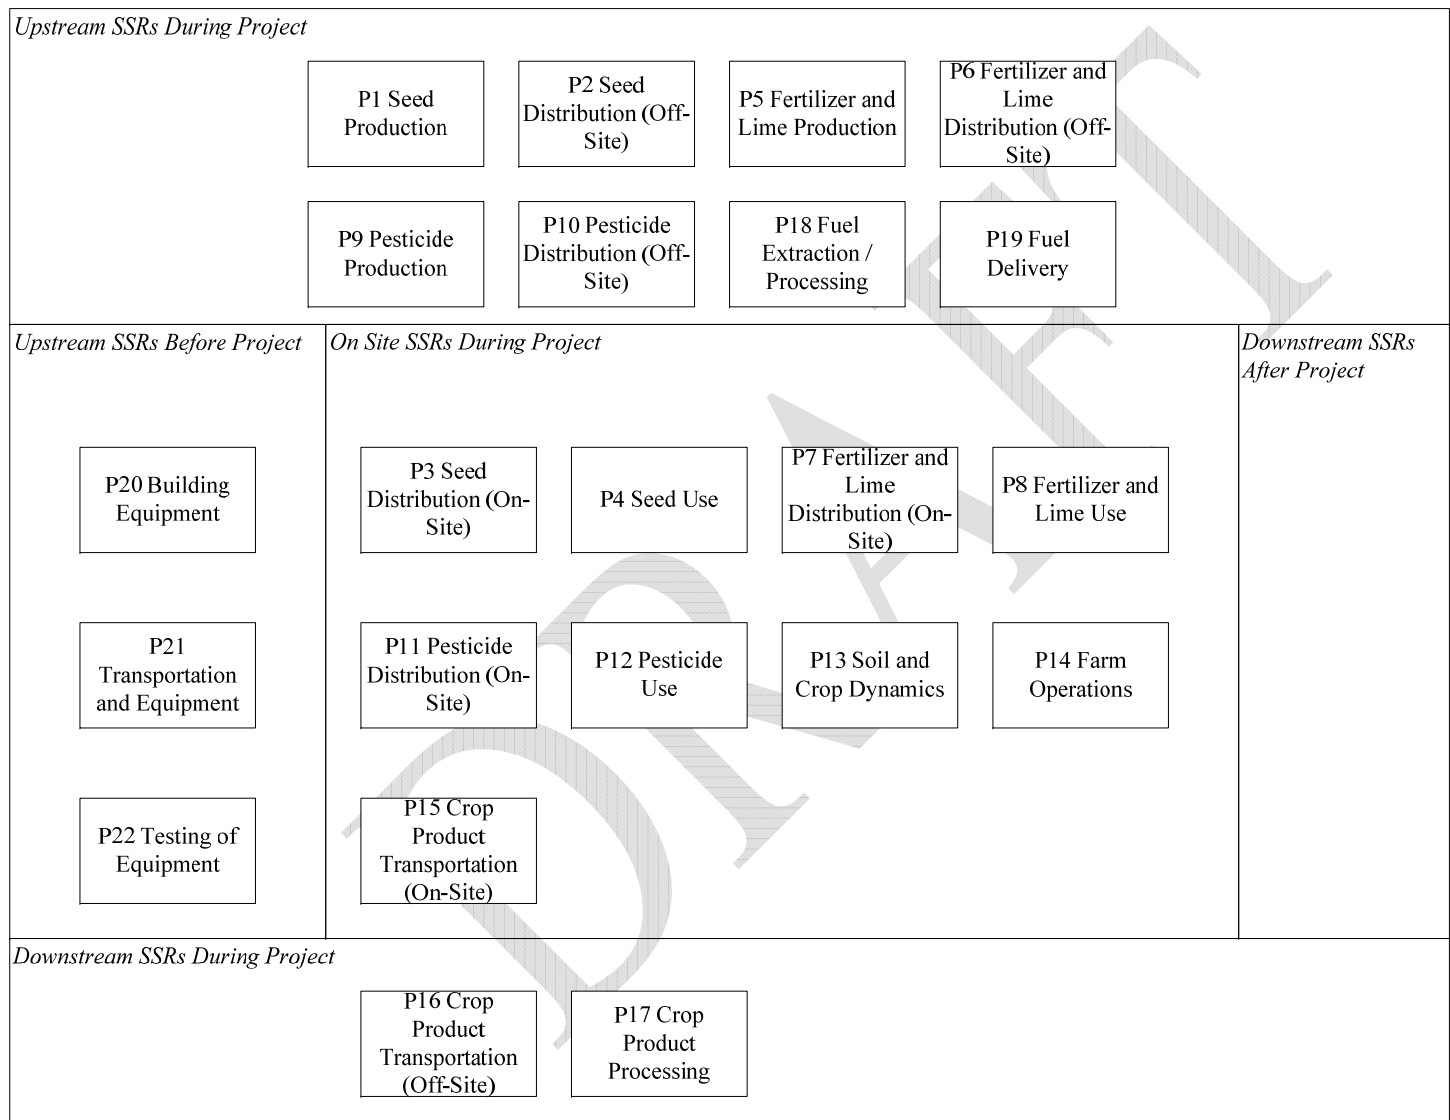 Upstream SSRs During Project
P1 Seed
Production
P2 Seed
Distribution (Off-
Site)
P5 Fertilizer and
Lime Production
P6 Fertilizer and
Lime
Distribution (Off-
Site)
P9 Pesticide
Production
P10 Pesticide
Distribution (Off-
Site)
P18 Fuel
Extraction /
Processing
P19 Fuel
Delivery
Upstream SSRs Before Project
P20 Building
Equipment
P21
Transportation
and Equipment
P22 Testing of
Equipment
On Site SSRs During Project
P3 Seed
Distribution (On-
Site)
P4 Seed Use
P7 Fertilizer and
Lime
Distribution (On-
Site)
P8 Fertilizer and
Lime Use
P11 Pesticide
Distribution (On-
Site)
P12 Pesticide
Use
P13 Soil and
Crop Dynamics
P14 Farm
Operations
P15 Crop
Product
Transportation
(On-Site)
Downstream SSRs
After Project
Downstream SSRs During Project
P16 Crop
Product
Transportation
(Off-Site)
P17 Crop
Product
Processing
DRAFT